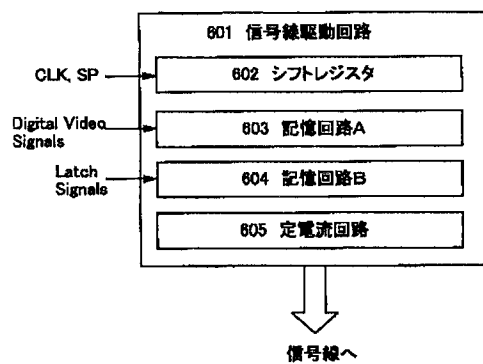 601 信号線駆動回路
CLK, SP
602 シフトレジスタ
Digital Video
Signals
603 記憶回路A
Latch
Signals
604 記憶回路B
605 定電流回路
信号線へ